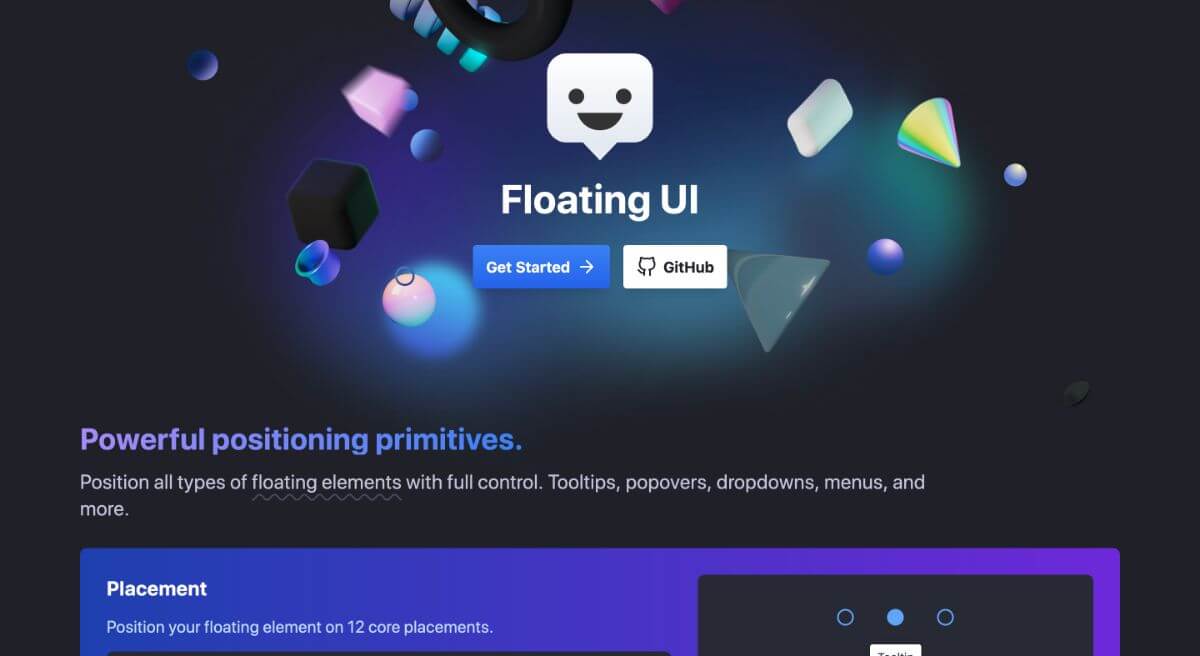 Floating UI
Get Started →
GitHub
Powerful positioning primitives.
Position all types of floating elements with full control. Tooltips, popovers, dropdowns, menus, and
more.
Placement
Position your floating element on 12 core placements.
Tooltip